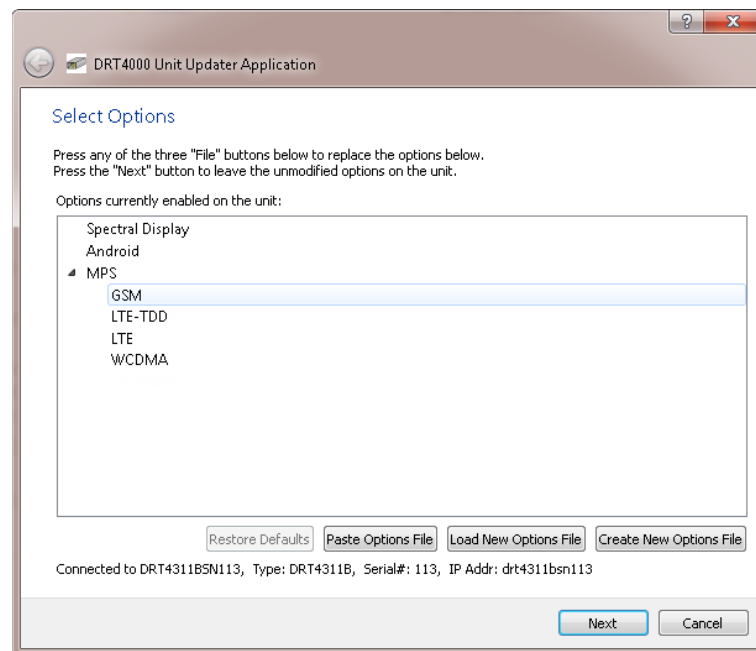 DRT4000 Unit Updater Application
Select Options
Press any of the three "File" buttons below to replace the options below.
Press the "Next" button to leave the unmodified options on the unit.
Options currently enabled on the unit:
Spectral Display
Android
MPS
GSM
LTE-TDD
LTE
WCDMA
Restore Defaults Paste Options File Load New Options File Create New Options File
Connected to DRT4311BSN113, Type: DRT4311B, Serial#: 113, IP Addr: drt4311bsn113
Next Cancel